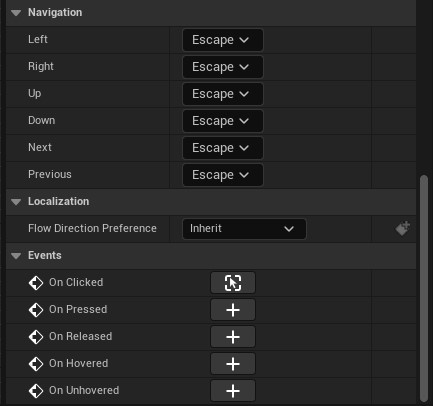 Navigation
Left Escape
Right Escape
Up Escape
Down Escape
Next Escape
Previous Escape
Localization
Flow Direction Preference Inherit
Events
On Clicked
On Pressed
On Released
On Hovered
On Unhovered